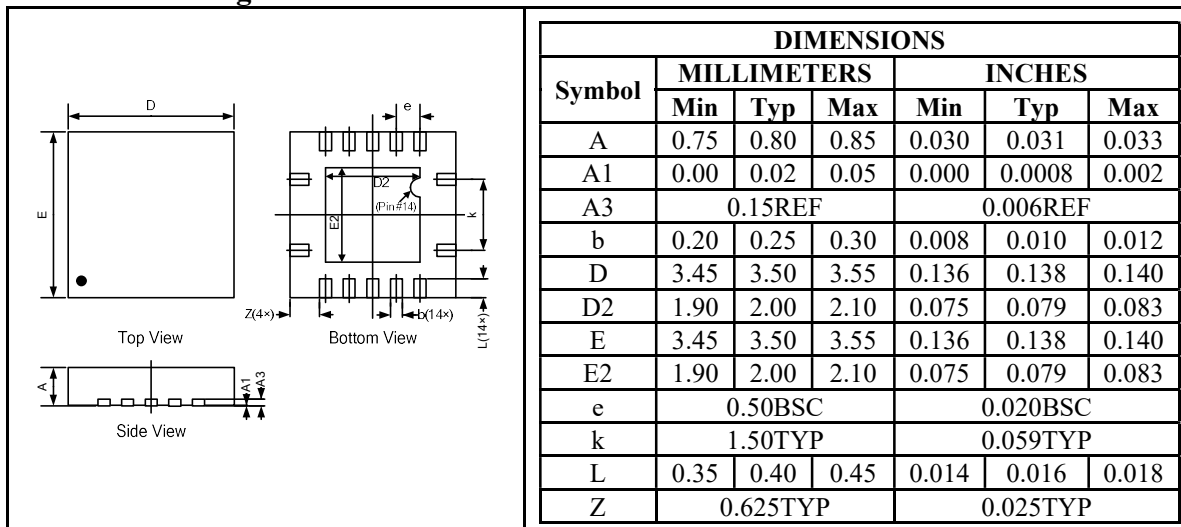 g
D
e
E
D2
(Pin#14)
E2
k
Z(4×)
b(14×)
L(14×)
Top View
Bottom View
A
A1
A3
Side View
DIMENSIONS
Symbol MILLIMETERS INCHES
Min Typ Max Min Typ Max
A 0.75 0.80 0.85 0.030 0.031 0.033
A1 0.00 0.02 0.05 0.000 0.0008 0.002
A3 0.15REF 0.006REF
b 0.20 0.25 0.30 0.008 0.010 0.012
D 3.45 3.50 3.55 0.136 0.138 0.140
D2 1.90 2.00 2.10 0.075 0.079 0.083
E 3.45 3.50 3.55 0.136 0.138 0.140
E2 1.90 2.00 2.10 0.075 0.079 0.083
e 0.50BSC 0.020BSC
k 1.50TYP 0.059TYP
L 0.35 0.40 0.45 0.014 0.016 0.018
Z 0.625TYP 0.025TYP